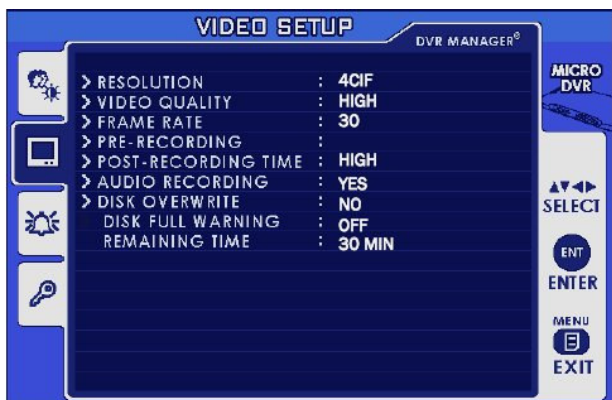 VIDEO SETUP
DVR MANAGER®
> RESOLUTION : 4CIF
> VIDEO QUALITY : HIGH
> FRAME RATE : 30
> PRE-RECORDING :
> POST-RECORDING TIME : HIGH
> AUDIO RECORDING : YES
> DISK OVERWRITE : NO
DISK FULL WARNING : OFF
REMAINING TIME : 30 MIN
MICRO
DVR
▲▼◀▶
SELECT
ENT
ENTER
MENU
EXIT